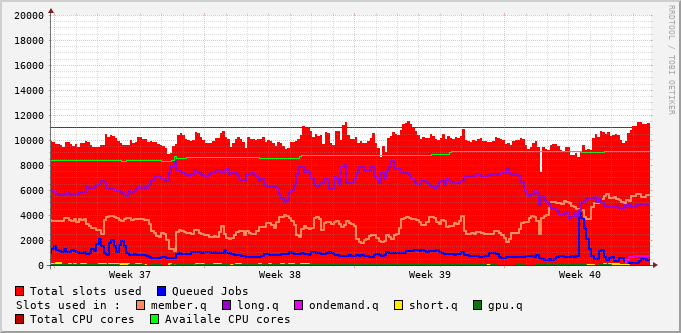 20000
18000
16000
14000
12000
10000
8000
6000
4000
2000
0
Week 37 Week 38 Week 39 Week 40
RRDTOOL / TOBI OETIKER
Total slots used Queued Jobs
Slots used in : member.q long.q ondemand.q short.q gpu.q
Total CPU cores Availale CPU cores